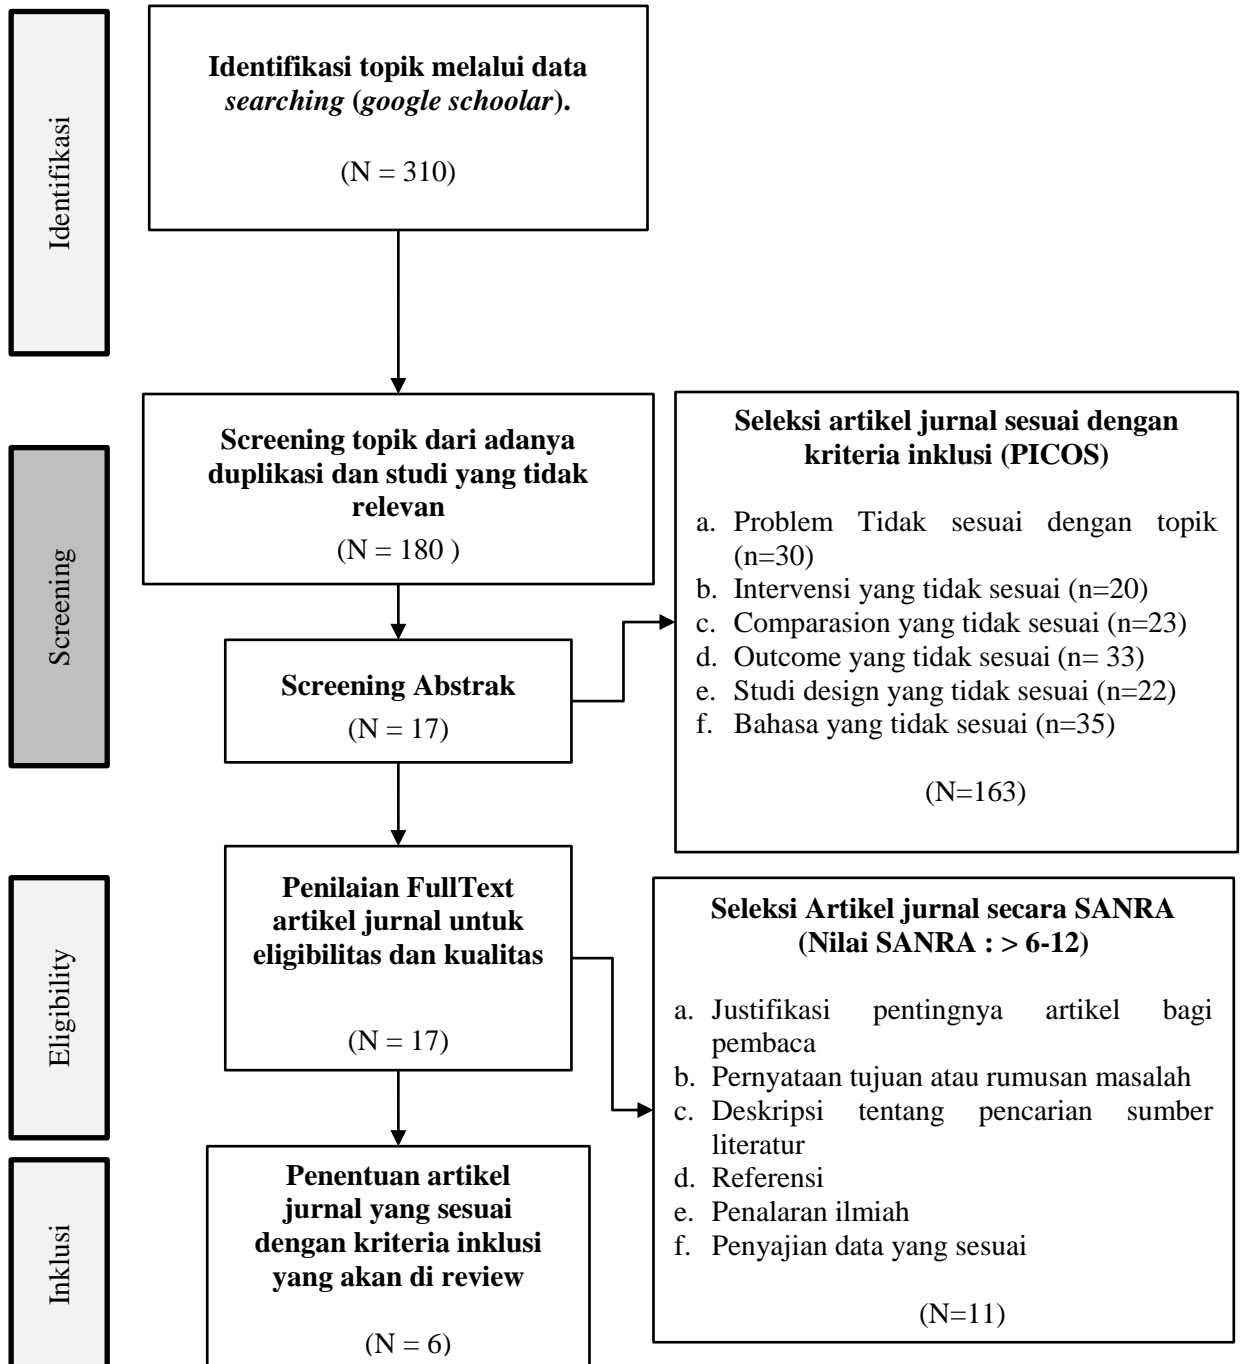 Identifikasi
Identifikasi topik melalui data
searching (google schoolar).
(N = 310)
Screening
Screening topik dari adanya
duplikasi dan studi yang tidak
relevan
(N = 180 )
Screening Abstrak
(N = 17)
Seleksi artikel jurnal sesuai dengan
kriteria inklusi (PICOS)
a. Problem Tidak sesuai dengan topik
(n=30)
b. Intervensi yang tidak sesuai (n=20)
c. Comparasion yang tidak sesuai (n=23)
d. Outcome yang tidak sesuai (n= 33)
e. Studi design yang tidak sesuai (n=22)
f. Bahasa yang tidak sesuai (n=35)
(N=163)
Eligibility
Penilaian FullText
artikel jurnal untuk
eligibilitas dan kualitas
(N = 17)
Seleksi Artikel jurnal secara SANRA
(Nilai SANRA : > 6-12)
a. Justifikasi pentingnya artikel bagi
pembaca
b. Pernyataan tujuan atau rumusan masalah
c. Deskripsi tentang pencarian sumber
literatur
d. Referensi
e. Penalaran ilmiah
f. Penyajian data yang sesuai
(N=11)
Inklusi
Penentuan artikel
jurnal yang sesuai
dengan kriteria inklusi
yang akan di review
(N = 6)